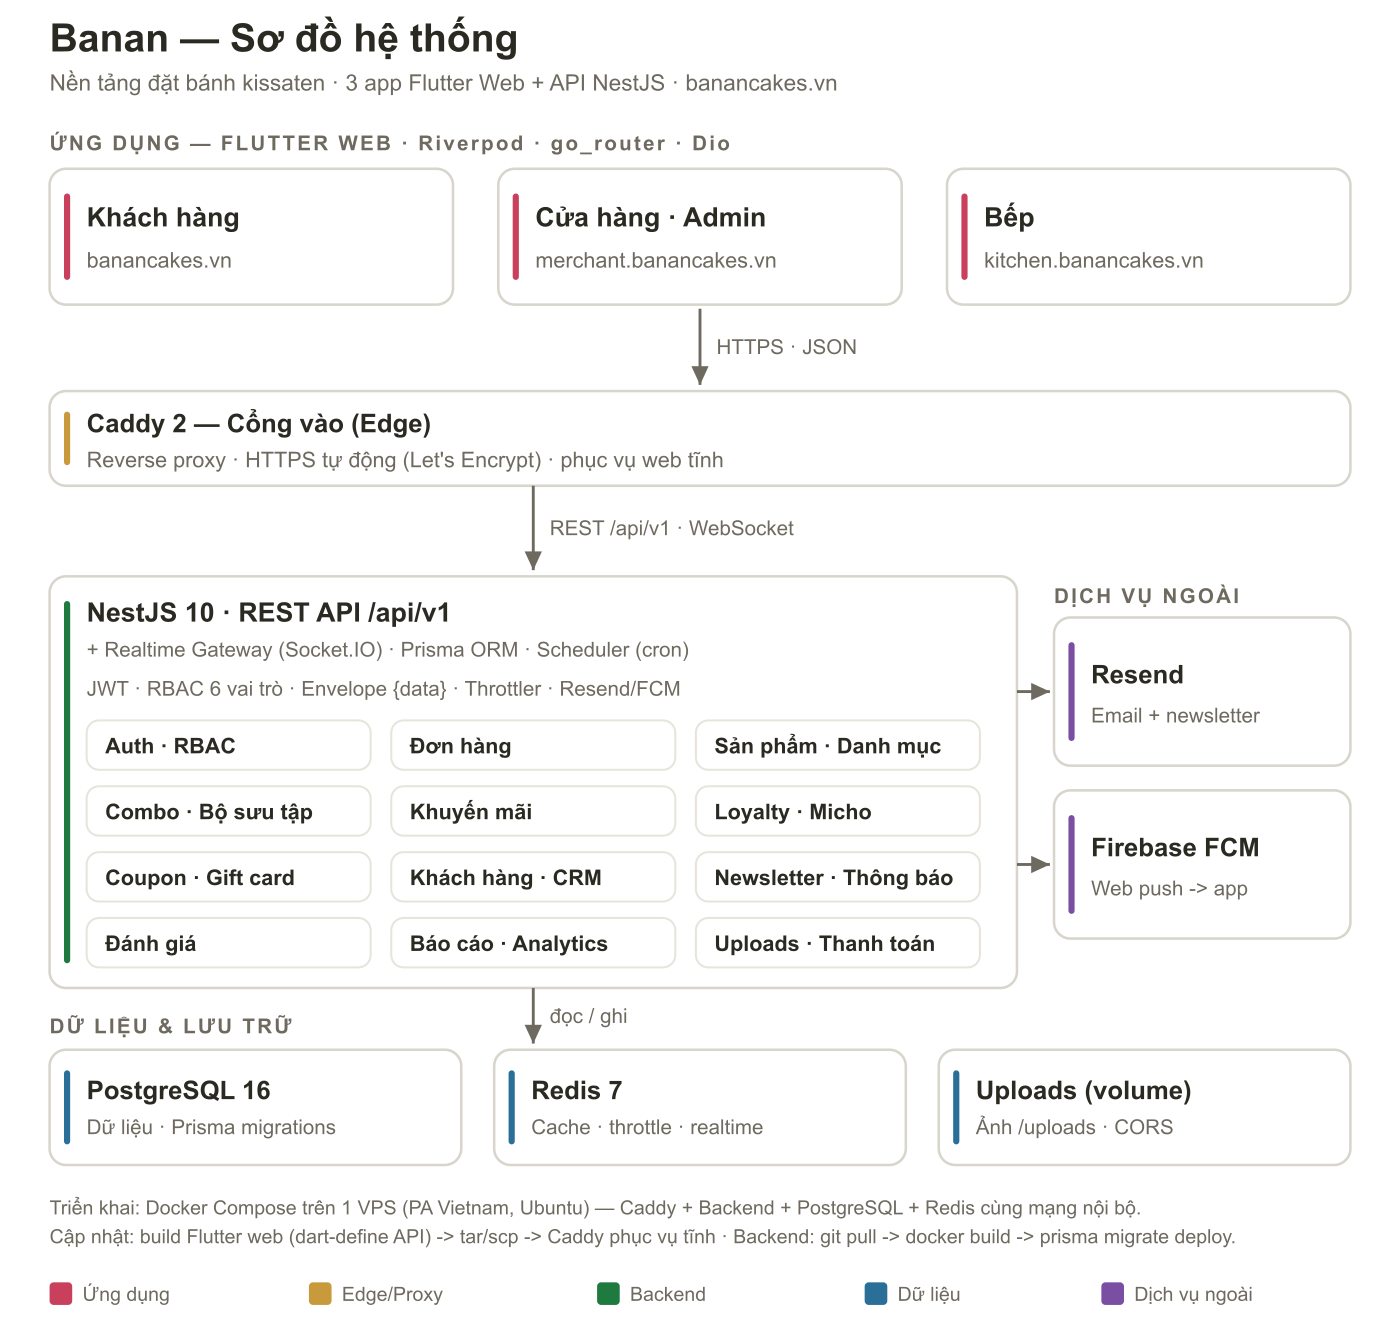 Banan — Sơ đồ hệ thống
Nền tảng đặt bánh kissaten · 3 app Flutter Web + API NestJS · banancakes.vn
ỨNG DỤNG — FLUTTER WEB · Riverpod · go_router · Dio
Khách hàng
banancakes.vn
Cửa hàng · Admin
merchant.banancakes.vn
Bếp
kitchen.banancakes.vn
HTTPS · JSON
Caddy 2 — Cổng vào (Edge)
Reverse proxy · HTTPS tự động (Let's Encrypt) · phục vụ web tĩnh
REST /api/v1 · WebSocket
NestJS 10 · REST API /api/v1
+ Realtime Gateway (Socket.IO) · Prisma ORM · Scheduler (cron)
JWT · RBAC 6 vai trò · Envelope {data} · Throttler · Resend/FCM
Auth · RBAC
Đơn hàng
Sản phẩm · Danh mục
Combo · Bộ sưu tập
Khuyến mãi
Loyalty · Micho
Coupon · Gift card
Khách hàng · CRM
Newsletter · Thông báo
Đánh giá
Báo cáo · Analytics
Uploads · Thanh toán
DỊCH VỤ NGOÀI
Resend
Email + newsletter
Firebase FCM
Web push -> app
đọc / ghi
DỮ LIỆU & LƯU TRỮ
PostgreSQL 16
Dữ liệu · Prisma migrations
Redis 7
Cache · throttle · realtime
Uploads (volume)
Ảnh /uploads · CORS
Triển khai: Docker Compose trên 1 VPS (PA Vietnam, Ubuntu) — Caddy + Backend + PostgreSQL + Redis cùng mạng nội bộ.
Cập nhật: build Flutter web (dart-define API) -> tar/scp -> Caddy phục vụ tĩnh · Backend: git pull -> docker build -> prisma migrate deploy.
Ứng dụng
Edge/Proxy
Backend
Dữ liệu
Dịch vụ ngoài